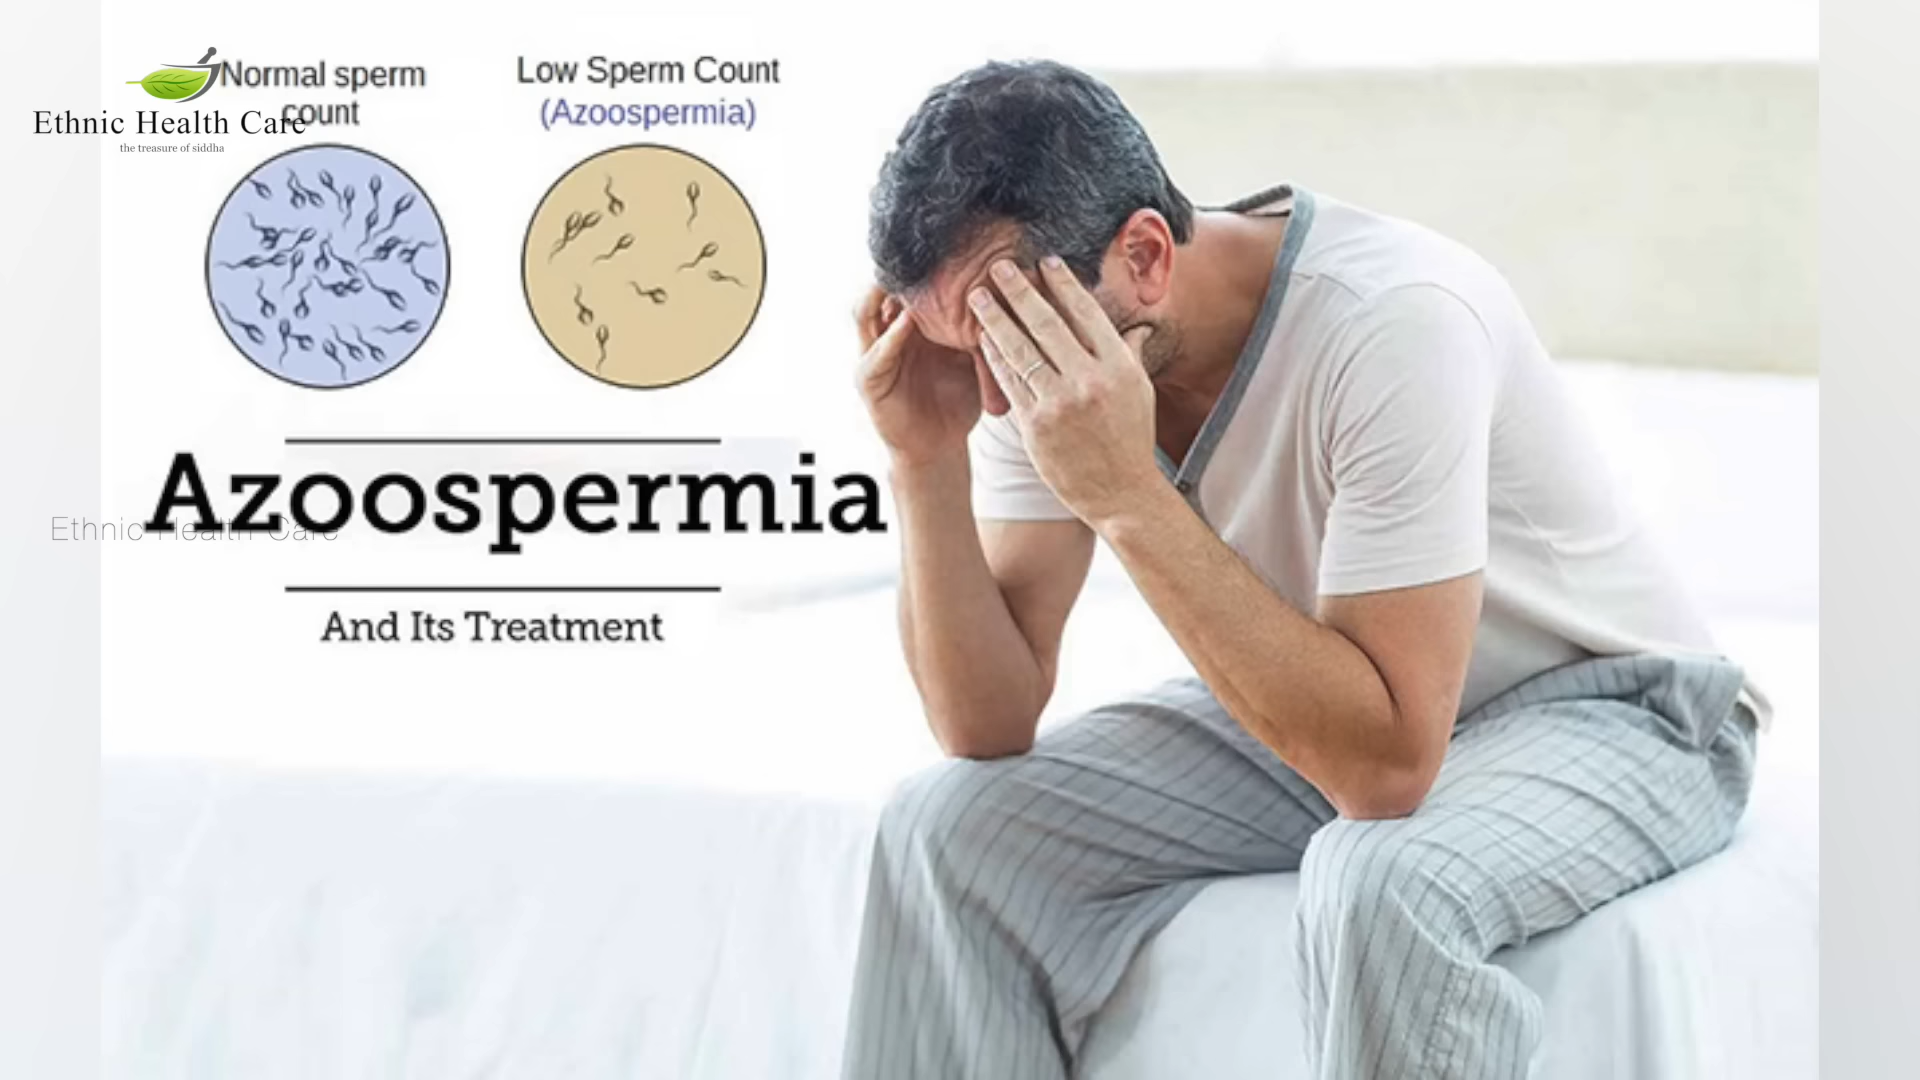 Normal sperm
count
Ethnic Health Care
the treasure of siddha
Low Sperm Count
(Azoospermia)
Azoospermia
Ethnic Health Care
And Its Treatment